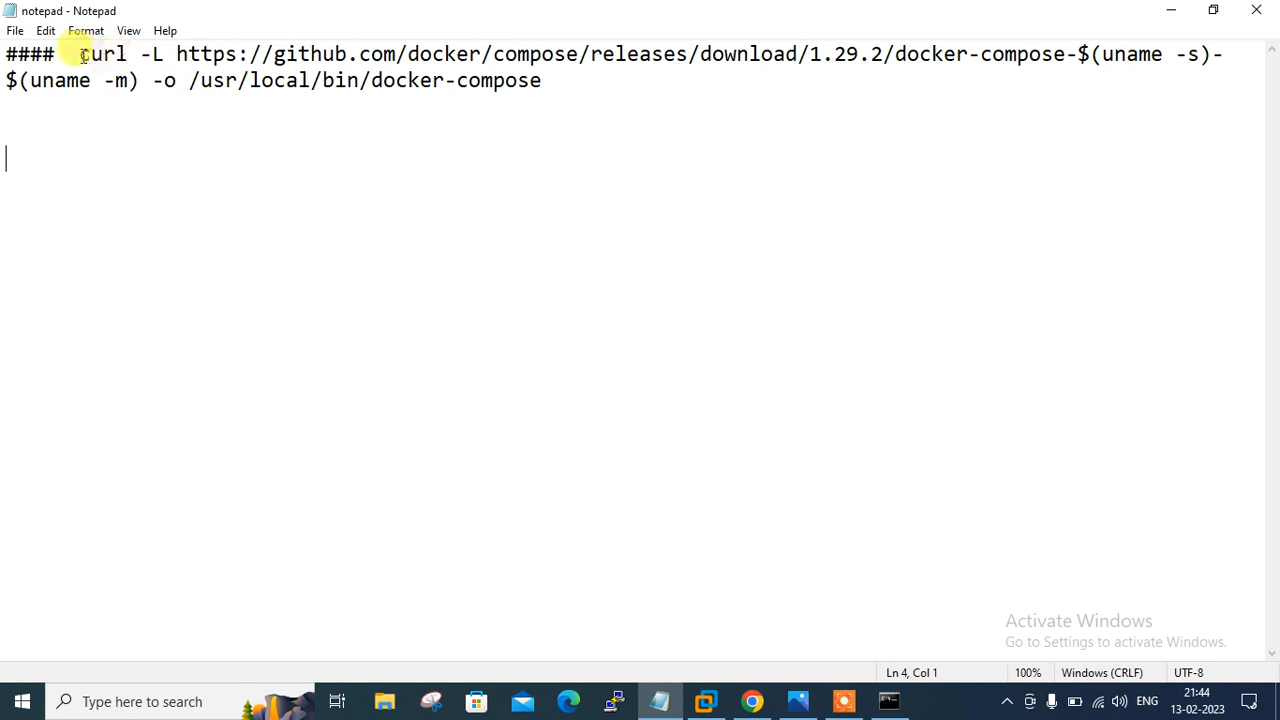 notepad - Notepad
File Edit Format View Help
#### curl -L https://github.com/docker/compose/releases/download/1.29.2/docker-compose-$(uname -s)-
$(uname -m) -o /usr/local/bin/docker-compose
Activate Windows
Go to Settings to activate Windows.
Ln 4, Col 1 100% Windows (CRLF) UTF-8
Type here to search
ENG
21:44
13-02-2023